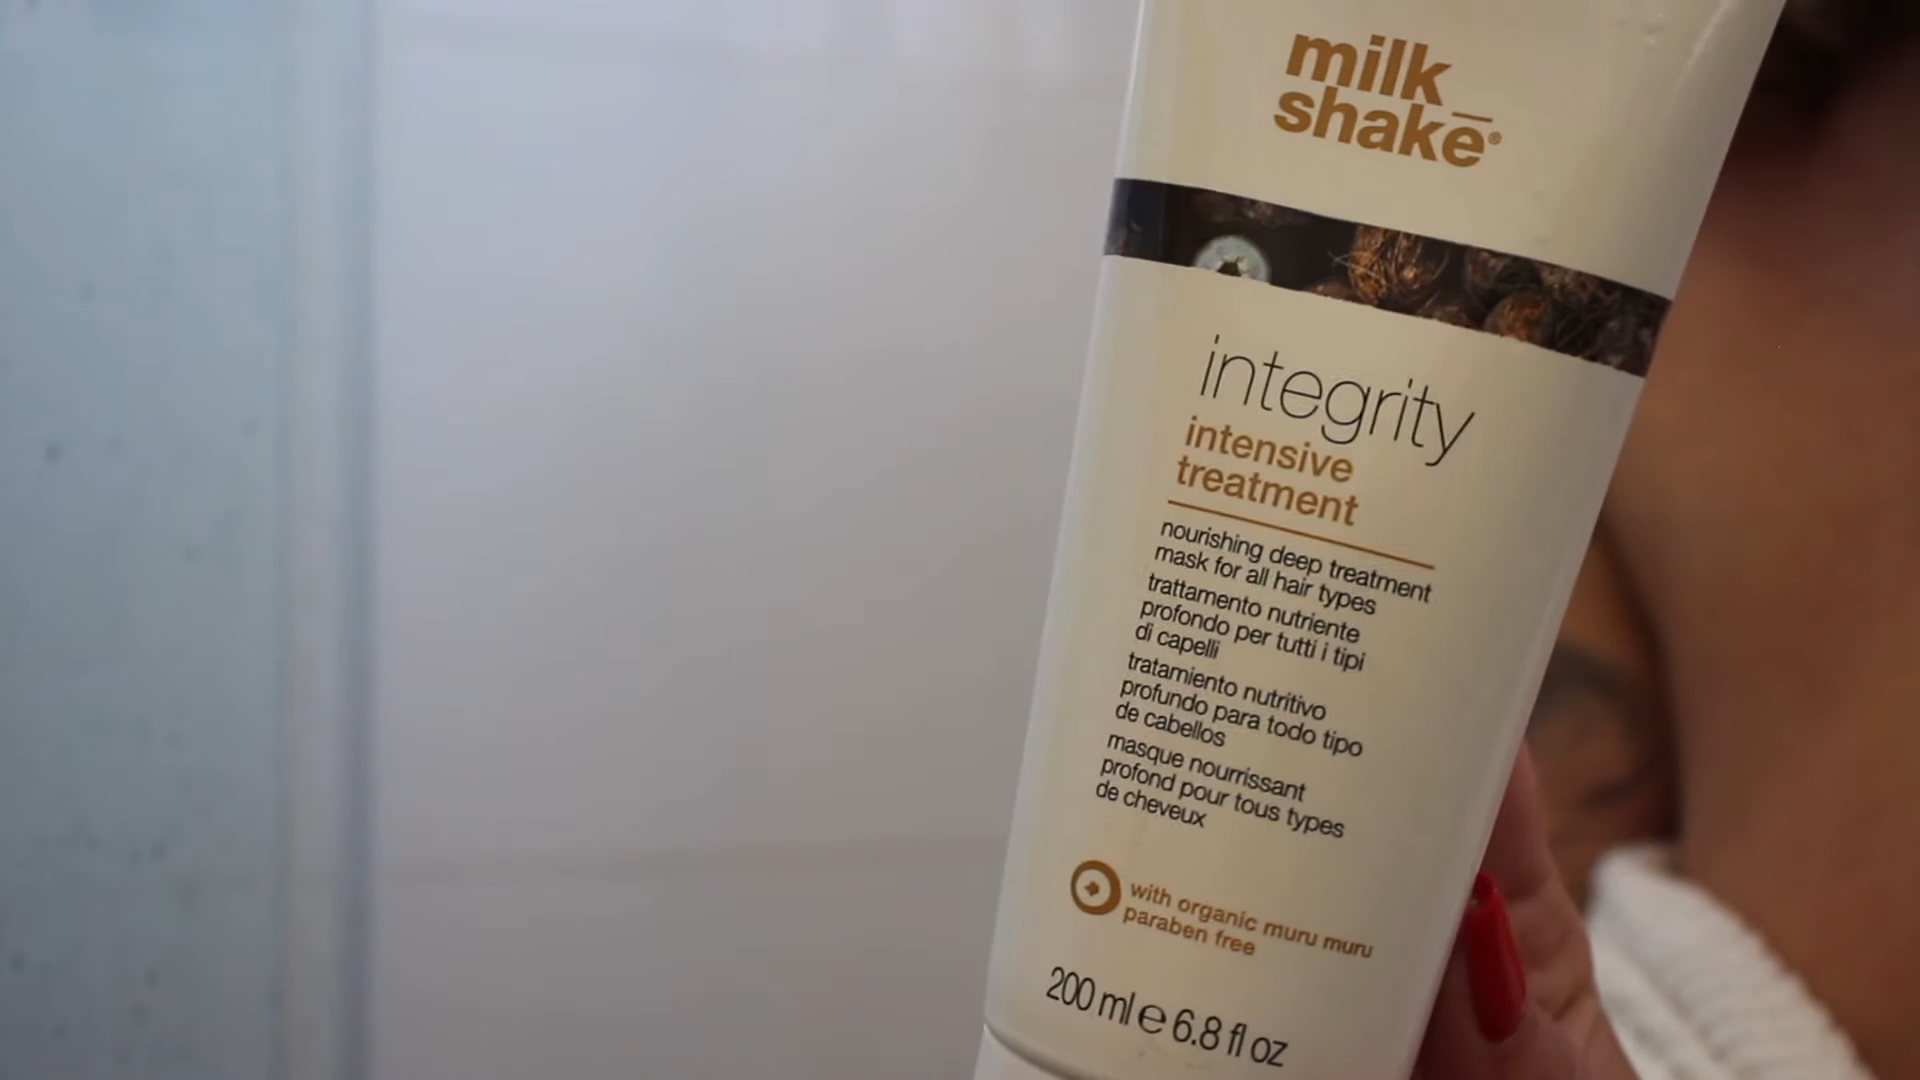 milk_
shake®
integrity
intensive
treatment
nourishing deep treatment
mask for all hair types
trattamento nutriente
profondo per tutti i tipi
di capelli
tratamiento nutritivo
profundo para todo tipo
de cabellos
masque nourrissant
profond pour tous types
de cheveux
with organic muru muru
paraben free
200 ml ℮ 6.8 fl oz